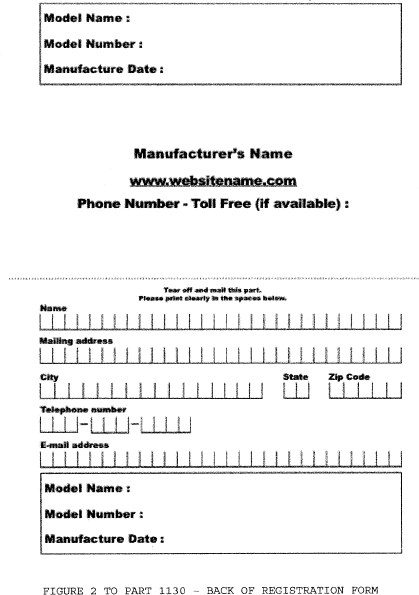 Model Name :
Model Number :
Manufacture Date :
Manufacturer's Name
www.websitename.com
Phone Number - Toll Free (if available) :
Tear off and mail this part.
Please print clearly in the spaces below.
Name
Mailing address
City State Zip Code
Telephone number
E-mail address
Model Name :
Model Number :
Manufacture Date :
FIGURE 2 TO PART 1130 – BACK OF REGISTRATION FORM